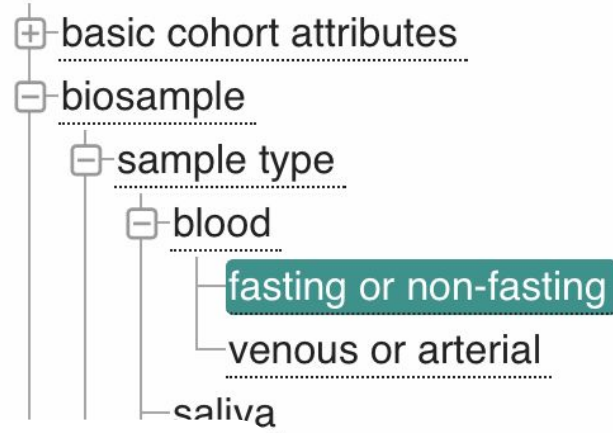 basic cohort attributes
biosample
sample type
blood
fasting or non-fasting
venous or arterial
saliva